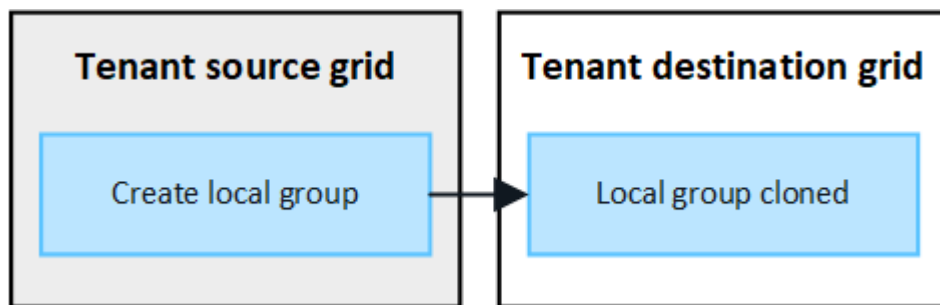 Tenant source grid
Create local group
Tenant destination grid
Local group cloned